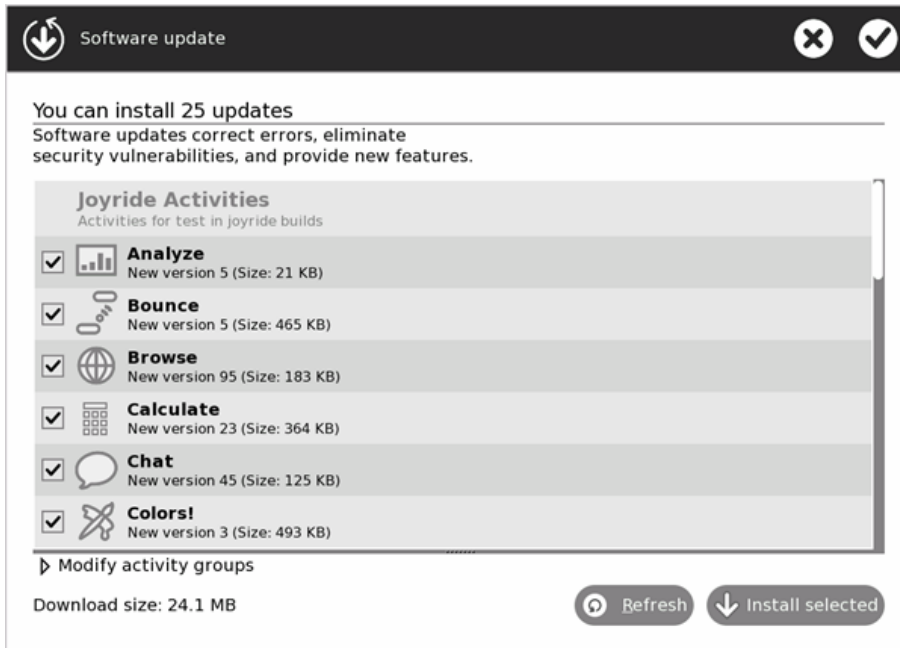 Software update
You can install 25 updates
Software updates correct errors, eliminate
security vulnerabilities, and provide new features.
Joyride Activities
Activities for test in joyride builds
Analyze
New version 5 (Size: 21 KB)
Bounce
New version 5 (Size: 465 KB)
Browse
New version 95 (Size: 183 KB)
Calculate
New version 23 (Size: 364 KB)
Chat
New version 45 (Size: 125 KB)
Colors!
New version 3 (Size: 493 KB)
Modify activity groups
Download size: 24.1 MB
Refresh
Install selected